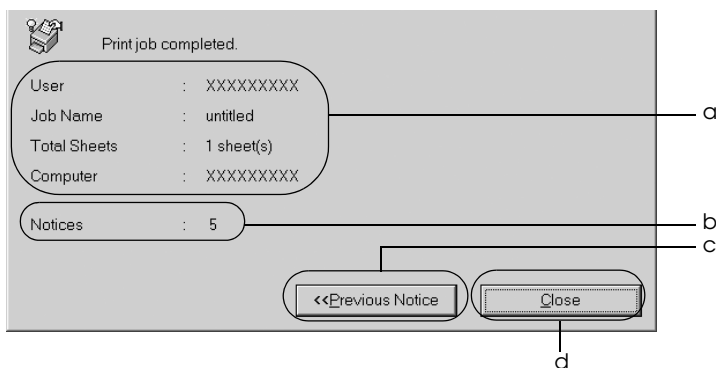 Print job completed.
User : XXXXXXXXX
Job Name : untitled
Total Sheets : 1 sheet(s)
Computer : XXXXXXXXX
a
Notices : 5
b
c
<<Previous Notice
Close
d